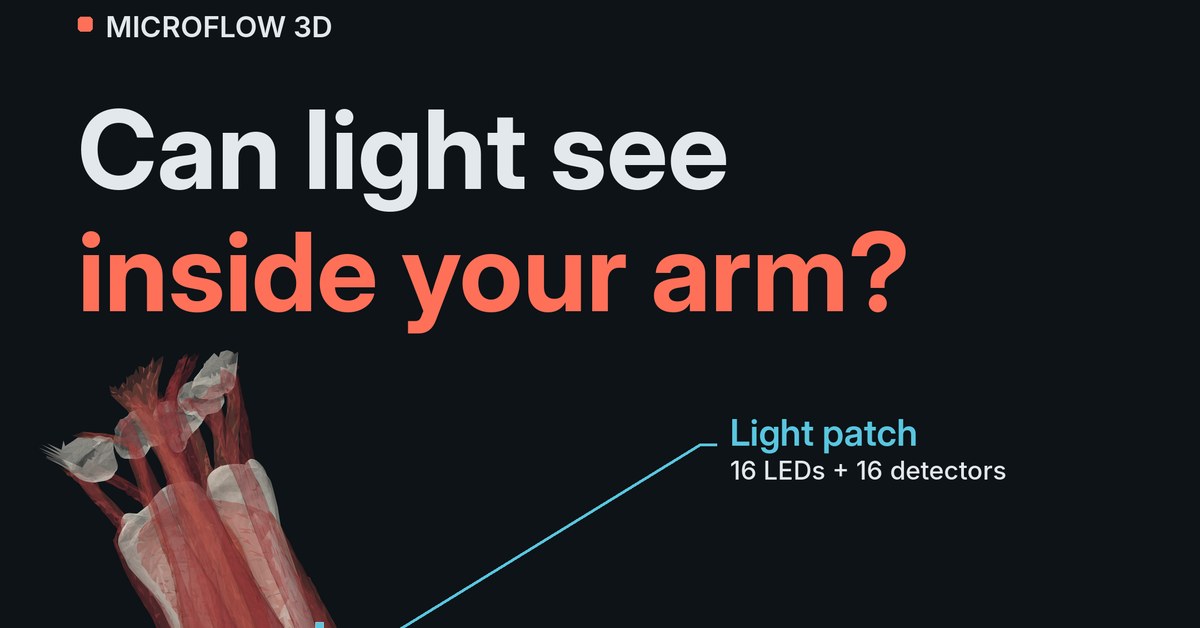 MICROFLOW 3D
Can light see
inside your arm?
Light patch
16 LEDs + 16 detectors